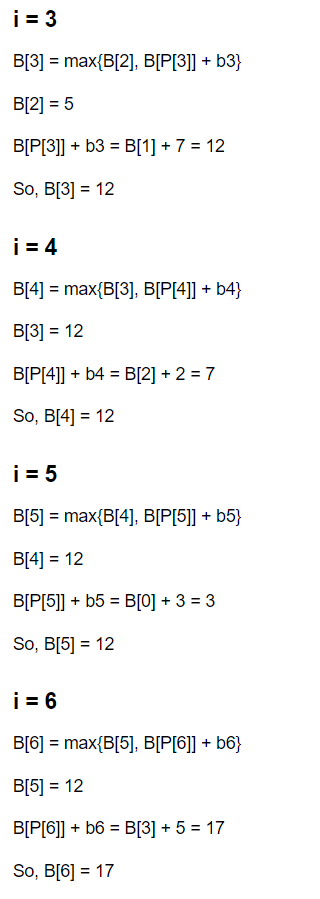 i = 3
B[3] = max{B[2], B[P[3]] + b3}
B[2] = 5
B[P[3]] + b3 = B[1] + 7 = 12
So, B[3] = 12
i = 4
B[4] = max{B[3], B[P[4]] + b4}
B[3] = 12
B[P[4]] + b4 = B[2] + 2 = 7
So, B[4] = 12
i = 5
B[5] = max{B[4], B[P[5]] + b5}
B[4] = 12
B[P[5]] + b5 = B[0] + 3 = 3
So, B[5] = 12
i = 6
B[6] = max{B[5], B[P[6]] + b6}
B[5] = 12
B[P[6]] + b6 = B[3] + 5 = 17
So, B[6] = 17